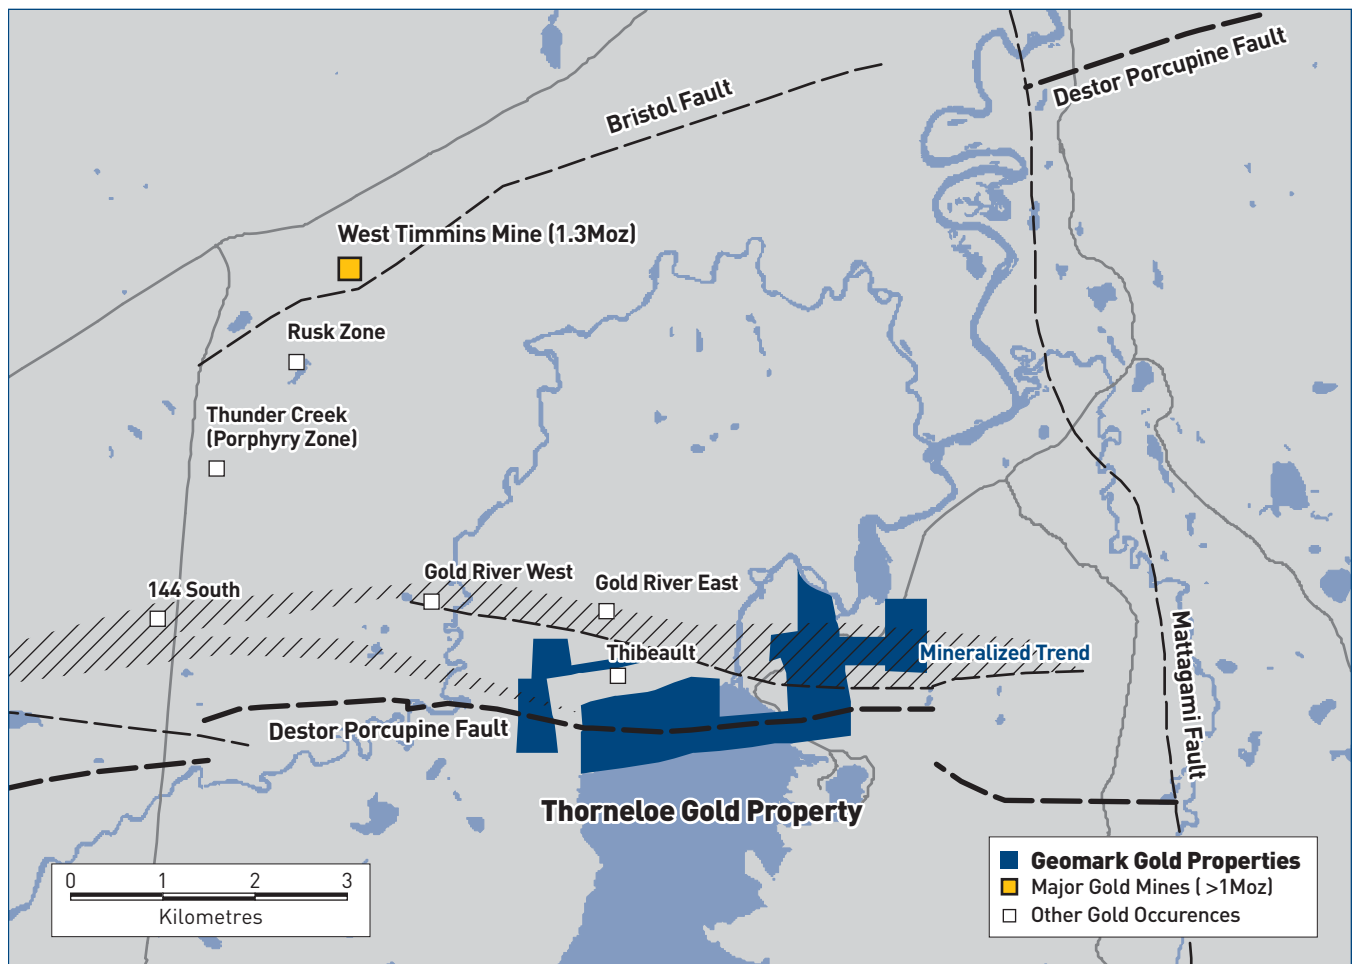 Destor Porcupine Fault
Bristol Fault
West Timmins Mine (1.3Moz)
Rusk Zone
Thunder Creek
(Porphyry Zone)
144 South
Gold River West
Gold River East
Thibeault
Mineralized Trend
Mattagami Fault
Destor Porcupine Fault
Thorneloe Gold Property
0 1 2 3
Kilometres
Geomark Gold Properties
Major Gold Mines ( >1Moz)
Other Gold Occurences